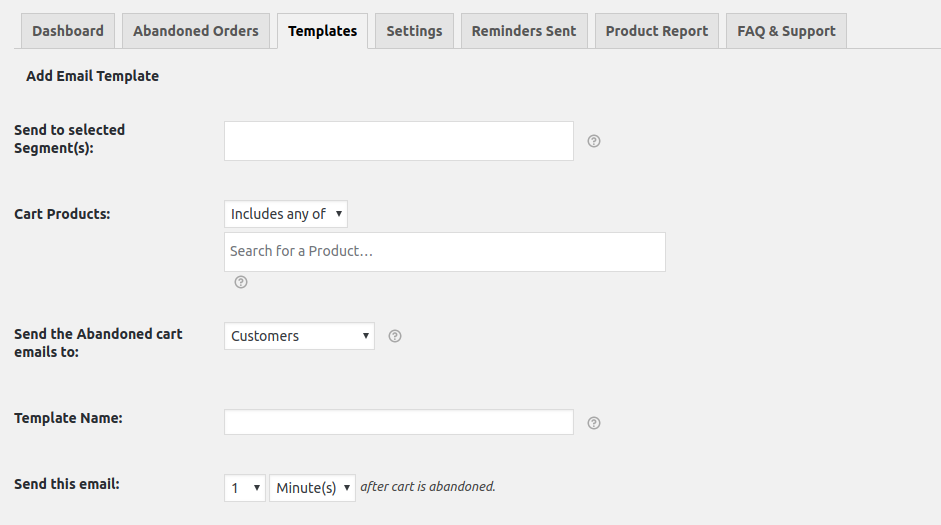 Dashboard Abandoned Orders Templates Settings Reminders Sent Product Report FAQ & Support
Add Email Template
Send to selected
Segment(s):
Cart Products:
Includes any of
Search for a Product...
Send the Abandoned cart
emails to:
Customers
Template Name:
Send this email:
1 Minute(s) after cart is abandoned.